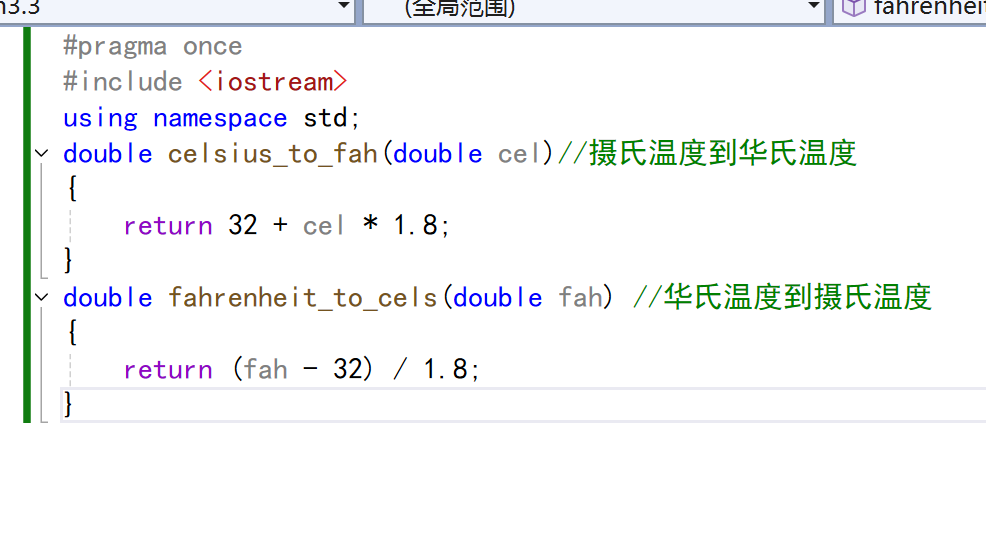 n3.3 (全局范围) fahrenheit
#pragma once
#include <iostream>
using namespace std;
double celsius_to_fah(double cel)//摄氏温度到华氏温度
{
return 32 + cel * 1.8;
}
double fahrenheit_to_cels(double fah) //华氏温度到摄氏温度
{
return (fah - 32) / 1.8;
}